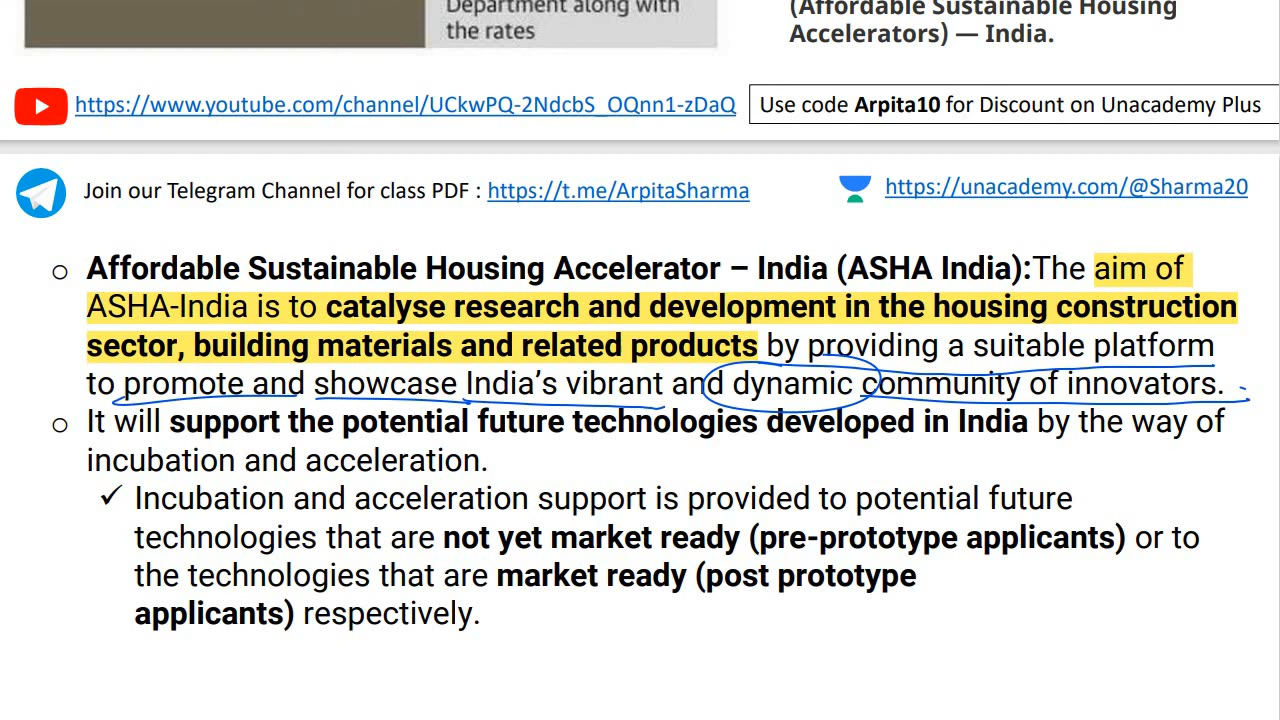 Department along with
the rates
(Affordable Sustainable Housing
Accelerators) — India.
https://www.youtube.com/channel/UCkwPQ-2NdcbS_OQnn1-zDaQ
Use code Arpita10 for Discount on Unacademy Plus
Join our Telegram Channel for class PDF : https://t.me/ArpitaSharma
https://unacademy.com/@Sharma20
○ Affordable Sustainable Housing Accelerator – India (ASHA India):The aim of
ASHA-India is to catalyse research and development in the housing construction
sector, building materials and related products by providing a suitable platform
to promote and showcase India’s vibrant and dynamic community of innovators.
○ It will support the potential future technologies developed in India by the way of
incubation and acceleration.
✓ Incubation and acceleration support is provided to potential future
technologies that are not yet market ready (pre-prototype applicants) or to
the technologies that are market ready (post prototype
applicants) respectively.